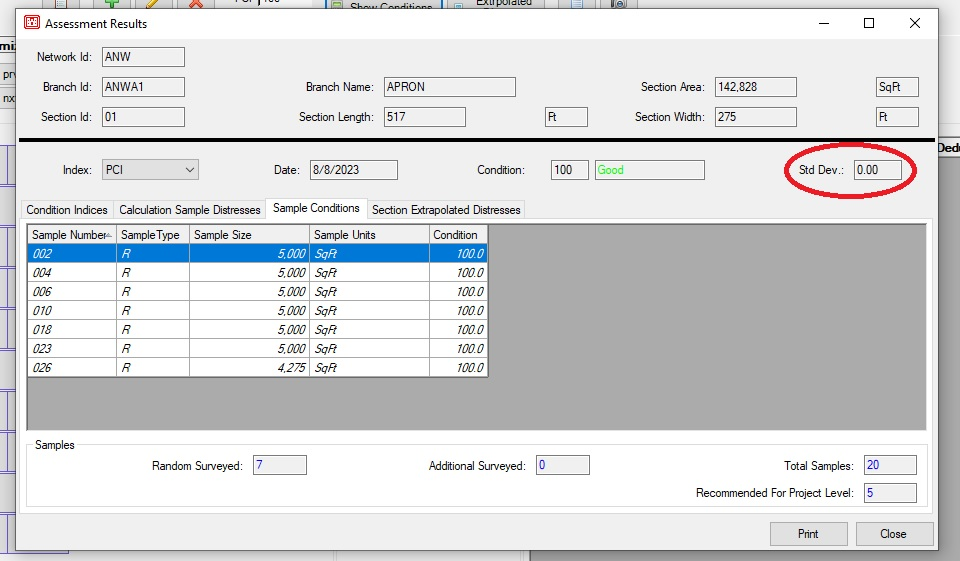 Show Conditions
Extrpolated
Assessment Results
Network Id: ANW
Branch Id: ANWA1 Branch Name: APRON Section Area: 142,828 SqFt
Section Id: 01 Section Length: 517 Ft Section Width: 275 Ft
Index: PCI Date: 8/8/2023 Condition: 100 Good Std Dev.: 0.00
Condition Indices Calculation Sample Distresses Sample Conditions Section Extrapolated Distresses
Sample Number SampleType Sample Size Sample Units Condition
002 R 5,000 SqFt 100.0
004 R 5,000 SqFt 100.0
006 R 5,000 SqFt 100.0
010 R 5,000 SqFt 100.0
018 R 5,000 SqFt 100.0
023 R 5,000 SqFt 100.0
026 R 4,275 SqFt 100.0
Samples
Random Surveyed: 7 Additional Surveyed: 0 Total Samples: 20
Recommended For Project Level: 5
Print Close